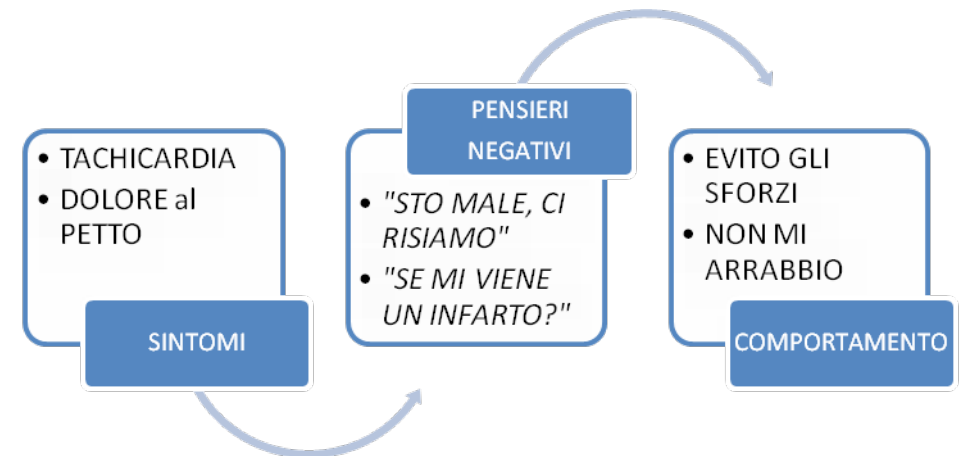 • TACHICARDIA
• DOLORE al
PETTO
SINTOMI
PENSIERI
NEGATIVI
• "STO MALE, CI
RISIAMO"
• "SE MI VIENE
UN INFARTO?"
• EVITO GLI
SFORZI
• NON MI
ARRABBIO
COMPORTAMENTO